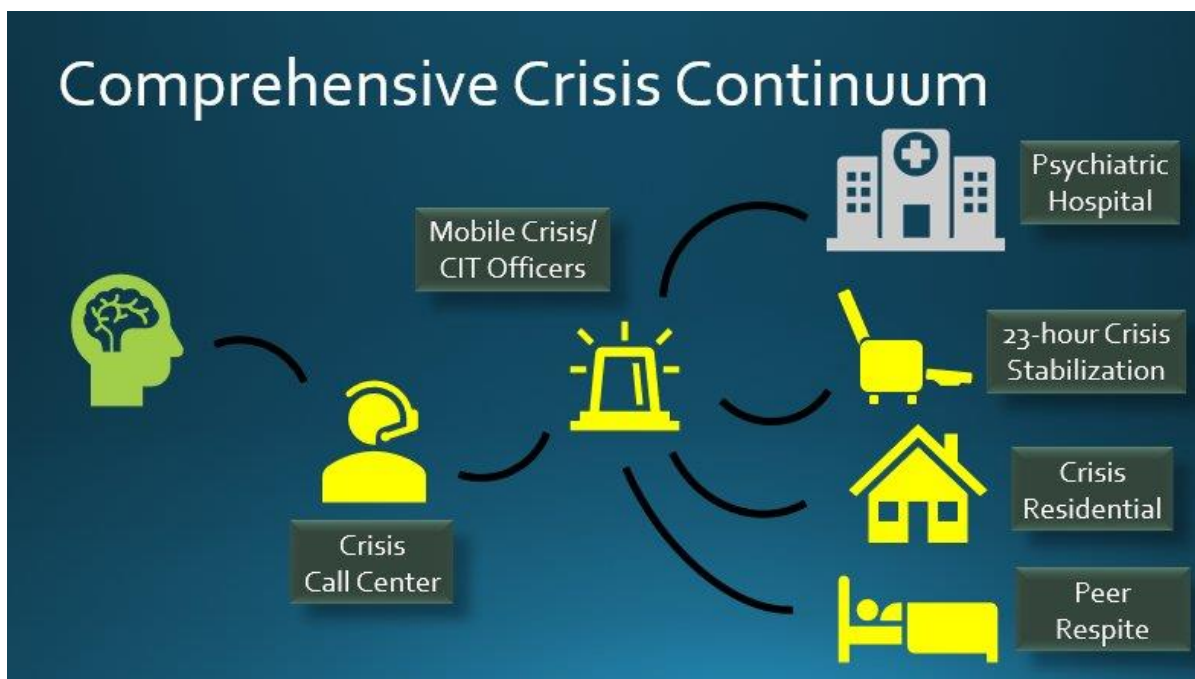 Comprehensive Crisis Continuum
Psychiatric
Hospital
Mobile Crisis/
CIT Officers
23-hour Crisis
Stabilization
Crisis
Residential
Crisis
Call Center
Peer
Respite